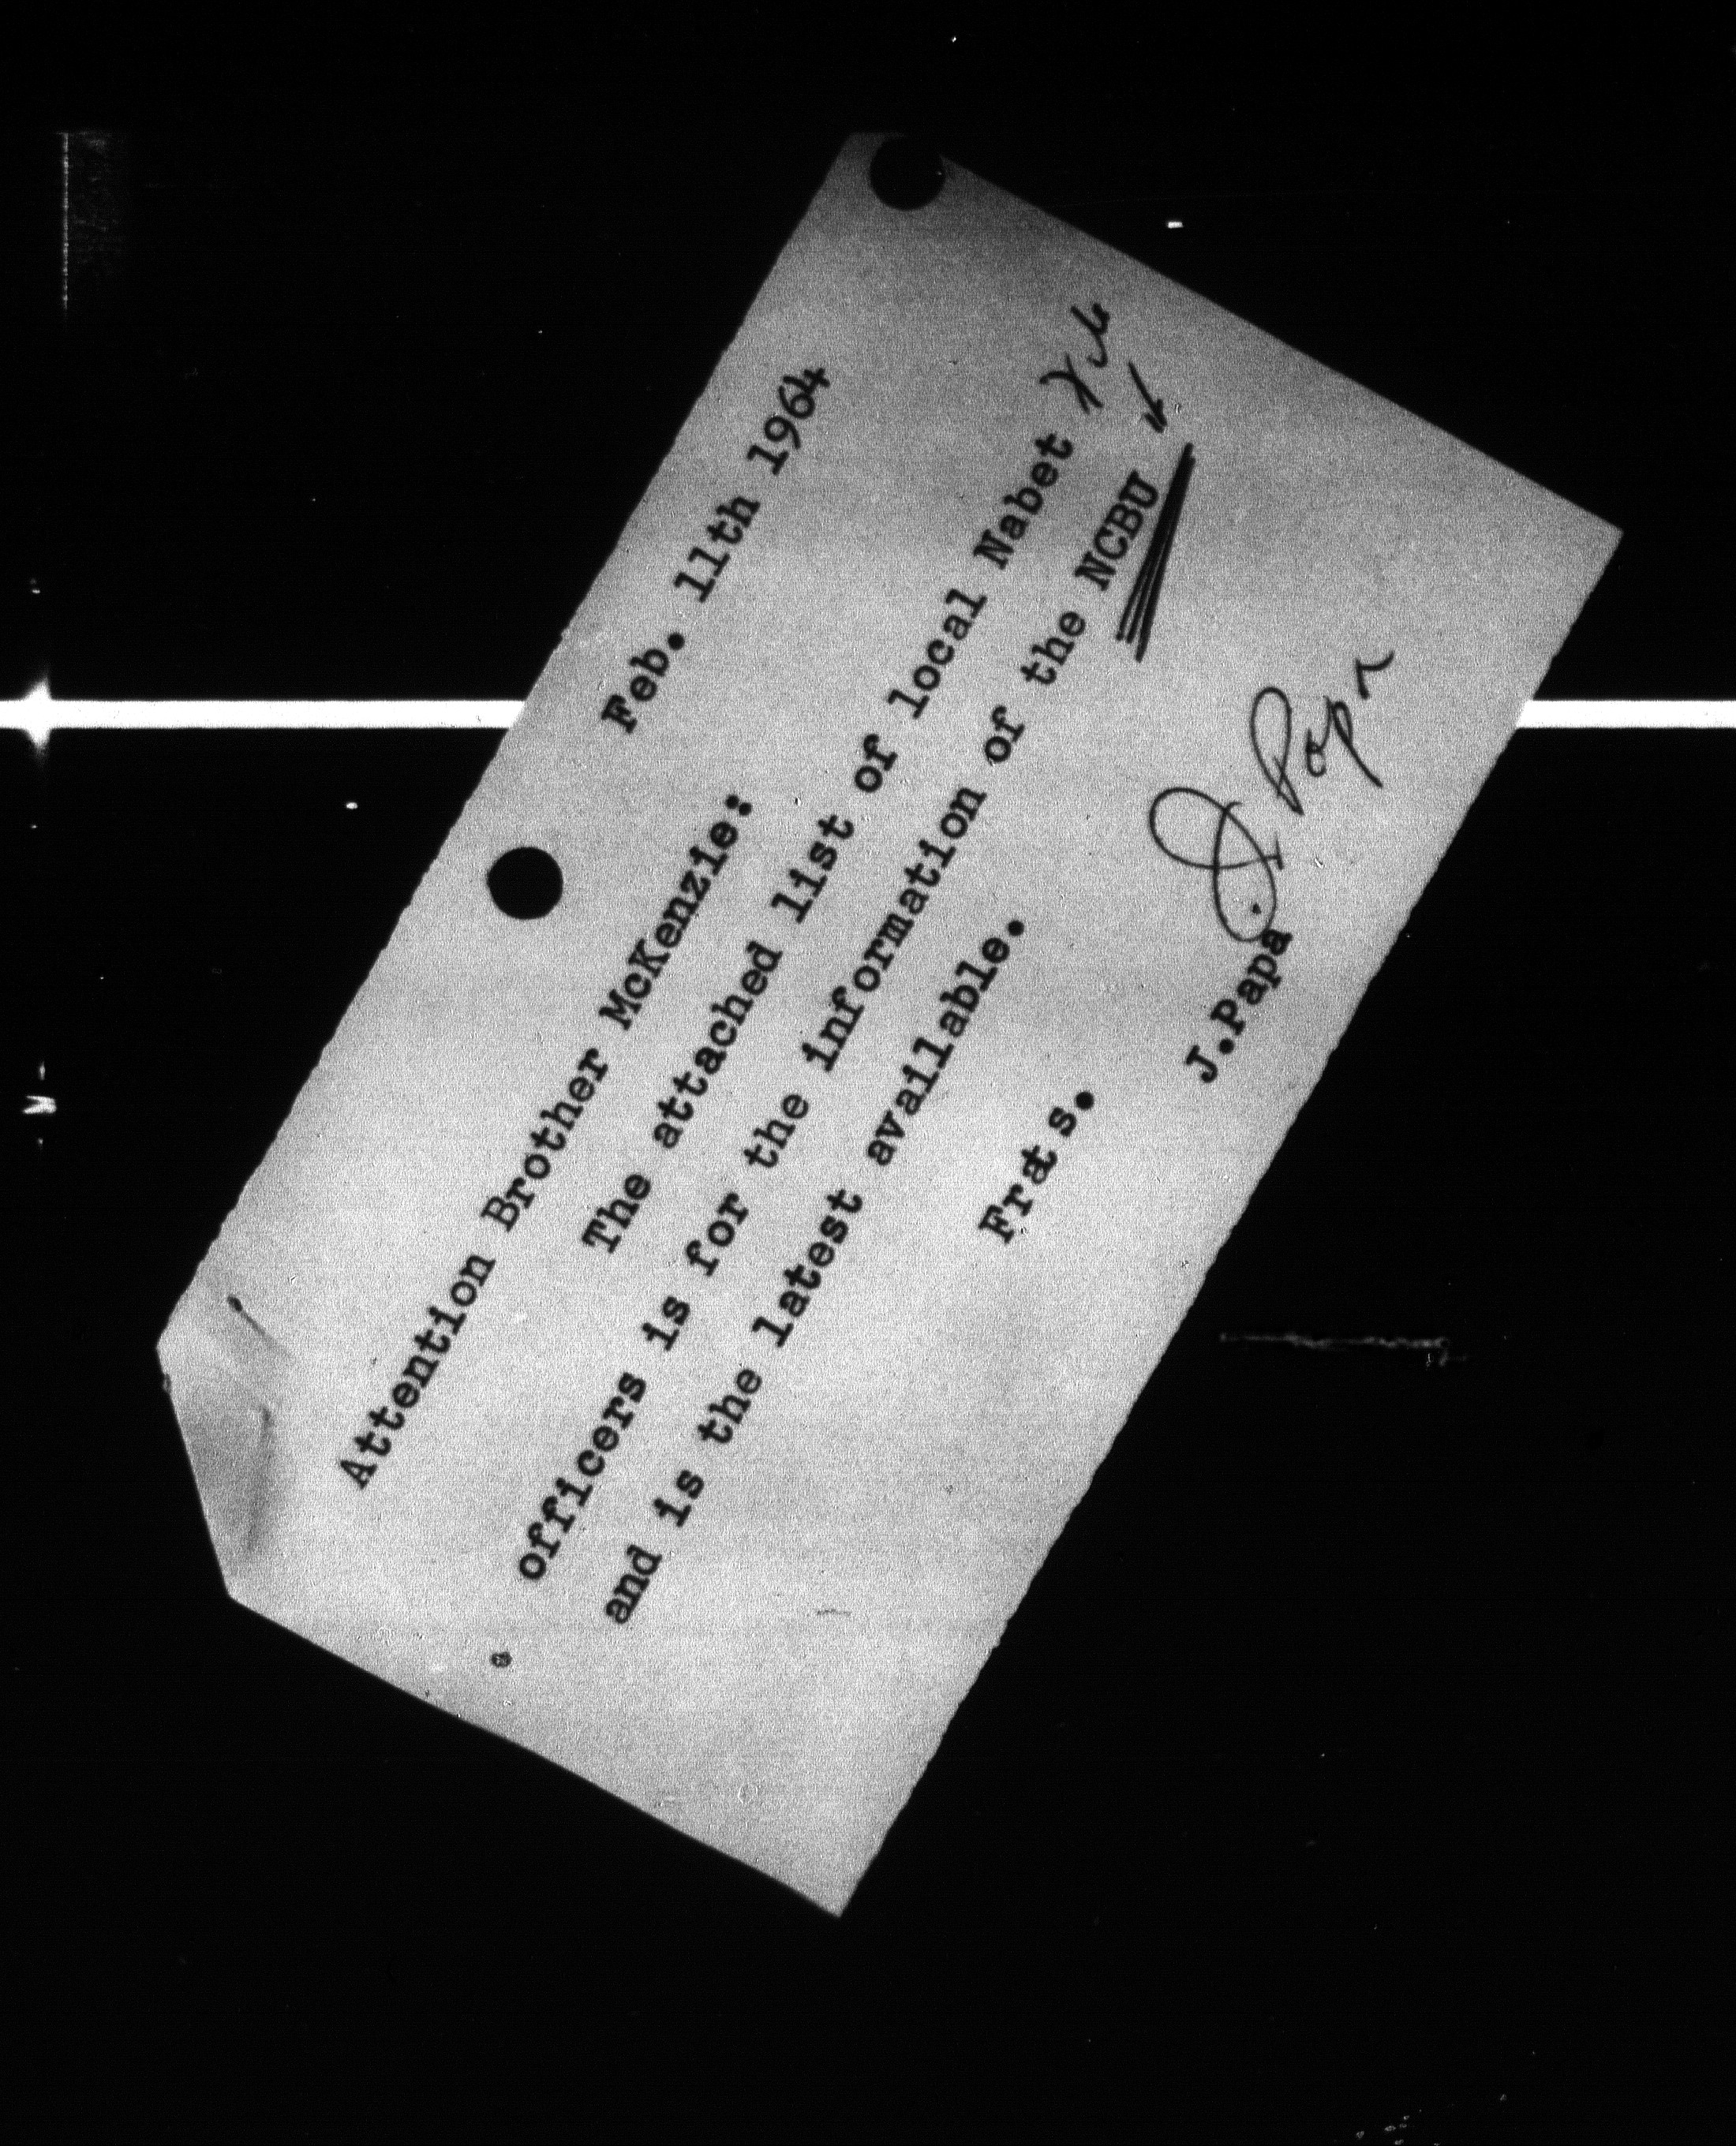 Feb. 11th 1964
Attention Brother McKenzie:
The attached list of local Nabet
officers is for the information of the NCBU
and is the latest available.
Frats.
J. Papa
J.Papa